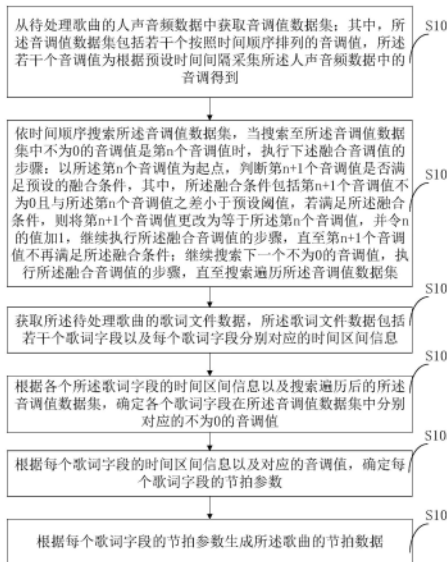 S10
从待处理歌曲的人声音频数据中获取音调值数据集；其中，所
述音调值数据集包括若干个按照时间顺序排列的音调值，所述
若干个音调值为根据预设时间间隔采集所述人声音频数据中的
音调得到
S10
依时间顺序搜索所述音调值数据集，当搜索至所述音调值数据
集中不为0的音调值是第n个音调值时，执行下述融合音调值的
步骤：以所述第n个音调值为起点，判断第n+1个音调值是否满
足预设的融合条件，其中，所述融合条件包括第n+1个音调值不
为0且与所述第n个音调值之差小于预设阈值，若满足所述融合
条件，则将第n+1个音调值更改为等于所述第n个音调值，并令n
的值加1，继续执行所述融合音调值的步骤，直至第n+1个音调
值不再满足所述融合条件；继续搜索下一个不为0的音调值，执
行所述融合音调值的步骤，直至搜索遍历所述音调值数据集
S10
获取所述待处理歌曲的歌词文件数据，所述歌词文件数据包括
若干个歌词字段以及每个歌词字段分别对应的时间区间信息
S10
根据各个所述歌词字段的时间区间信息以及搜索遍历后的所述
音调值数据集，确定各个歌词字段在所述音调值数据集中分别
对应的不为0的音调值
S10
根据每个歌词字段的时间区间信息以及对应的音调值，确定每
个歌词字段的节拍参数
S10
根据每个歌词字段的节拍参数生成所述歌曲的节拍数据